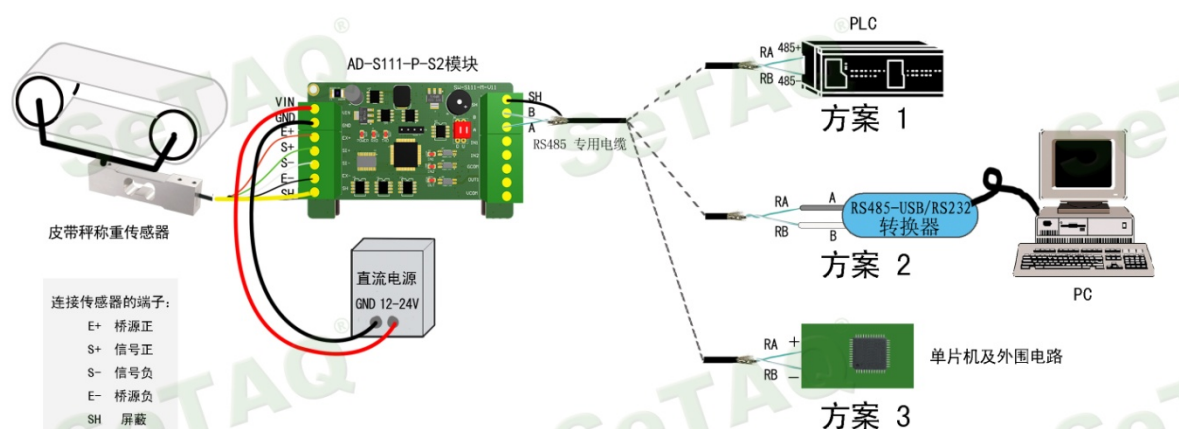 SeTAQ®
AD-S111-P-S2模块
VIN
GND
E+
S+
S-
E-
SH
SH
B
A
RS485 专用电缆
皮带秤称重传感器
直流电源
GND 12-24V
连接传感器的端子:
E+ 桥源正
S+ 信号正
S- 信号负
E- 桥源负
SH 屏蔽
PLC
RA 485+
RB 485-
方案 1
RA A
RS485-USB/RS232
转换器
RB B
方案 2
PC
RA +
RB -
单片机及外围电路
方案 3